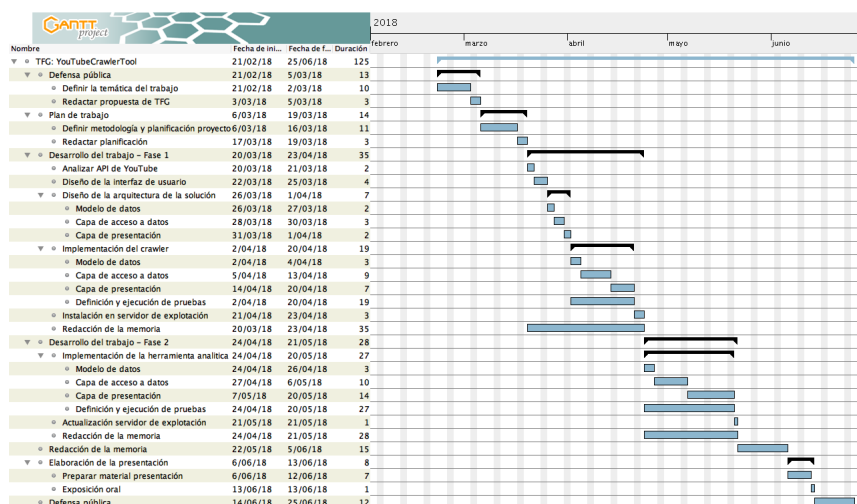 GANTT
project
2018
Nombre Fecha de ini... Fecha de f... Duración febrero marzo abril mayo junio
TFG: YouTubeCrawlerTool 21/02/18 25/06/18 125
Defensa pública 21/02/18 5/03/18 13
Definir la temática del trabajo 21/02/18 2/03/18 10
Redactar propuesta de TFG 3/03/18 5/03/18 3
Plan de trabajo 6/03/18 19/03/18 14
Definir metodología y planificación proyecto 6/03/18 16/03/18 11
Redactar planificación 17/03/18 19/03/18 3
Desarrollo del trabajo - Fase 1 20/03/18 23/04/18 35
Analizar API de YouTube 20/03/18 21/03/18 2
Diseño de la interfaz de usuario 22/03/18 25/03/18 4
Diseño de la arquitectura de la solución 26/03/18 1/04/18 7
Modelo de datos 26/03/18 27/03/18 2
Capa de acceso a datos 28/03/18 30/03/18 3
Capa de presentación 31/03/18 1/04/18 2
Implementación del crawler 2/04/18 20/04/18 19
Modelo de datos 2/04/18 4/04/18 3
Capa de acceso a datos 5/04/18 13/04/18 9
Capa de presentación 14/04/18 20/04/18 7
Definición y ejecución de pruebas 2/04/18 20/04/18 19
Instalación en servidor de explotación 21/04/18 23/04/18 3
Redacción de la memoria 20/03/18 23/04/18 35
Desarrollo del trabajo - Fase 2 24/04/18 21/05/18 28
Implementación de la herramienta analítica 24/04/18 20/05/18 27
Modelo de datos 24/04/18 26/04/18 3
Capa de acceso a datos 27/04/18 6/05/18 10
Capa de presentación 7/05/18 20/05/18 14
Definición y ejecución de pruebas 24/04/18 20/05/18 27
Actualización servidor de explotación 21/05/18 21/05/18 1
Redacción de la memoria 24/04/18 21/05/18 28
Redacción de la memoria 22/05/18 5/06/18 15
Elaboración de la presentación 6/06/18 13/06/18 8
Preparar material presentación 6/06/18 12/06/18 7
Exposición oral 13/06/18 13/06/18 1
Defensa pública 14/06/18 25/06/18 12